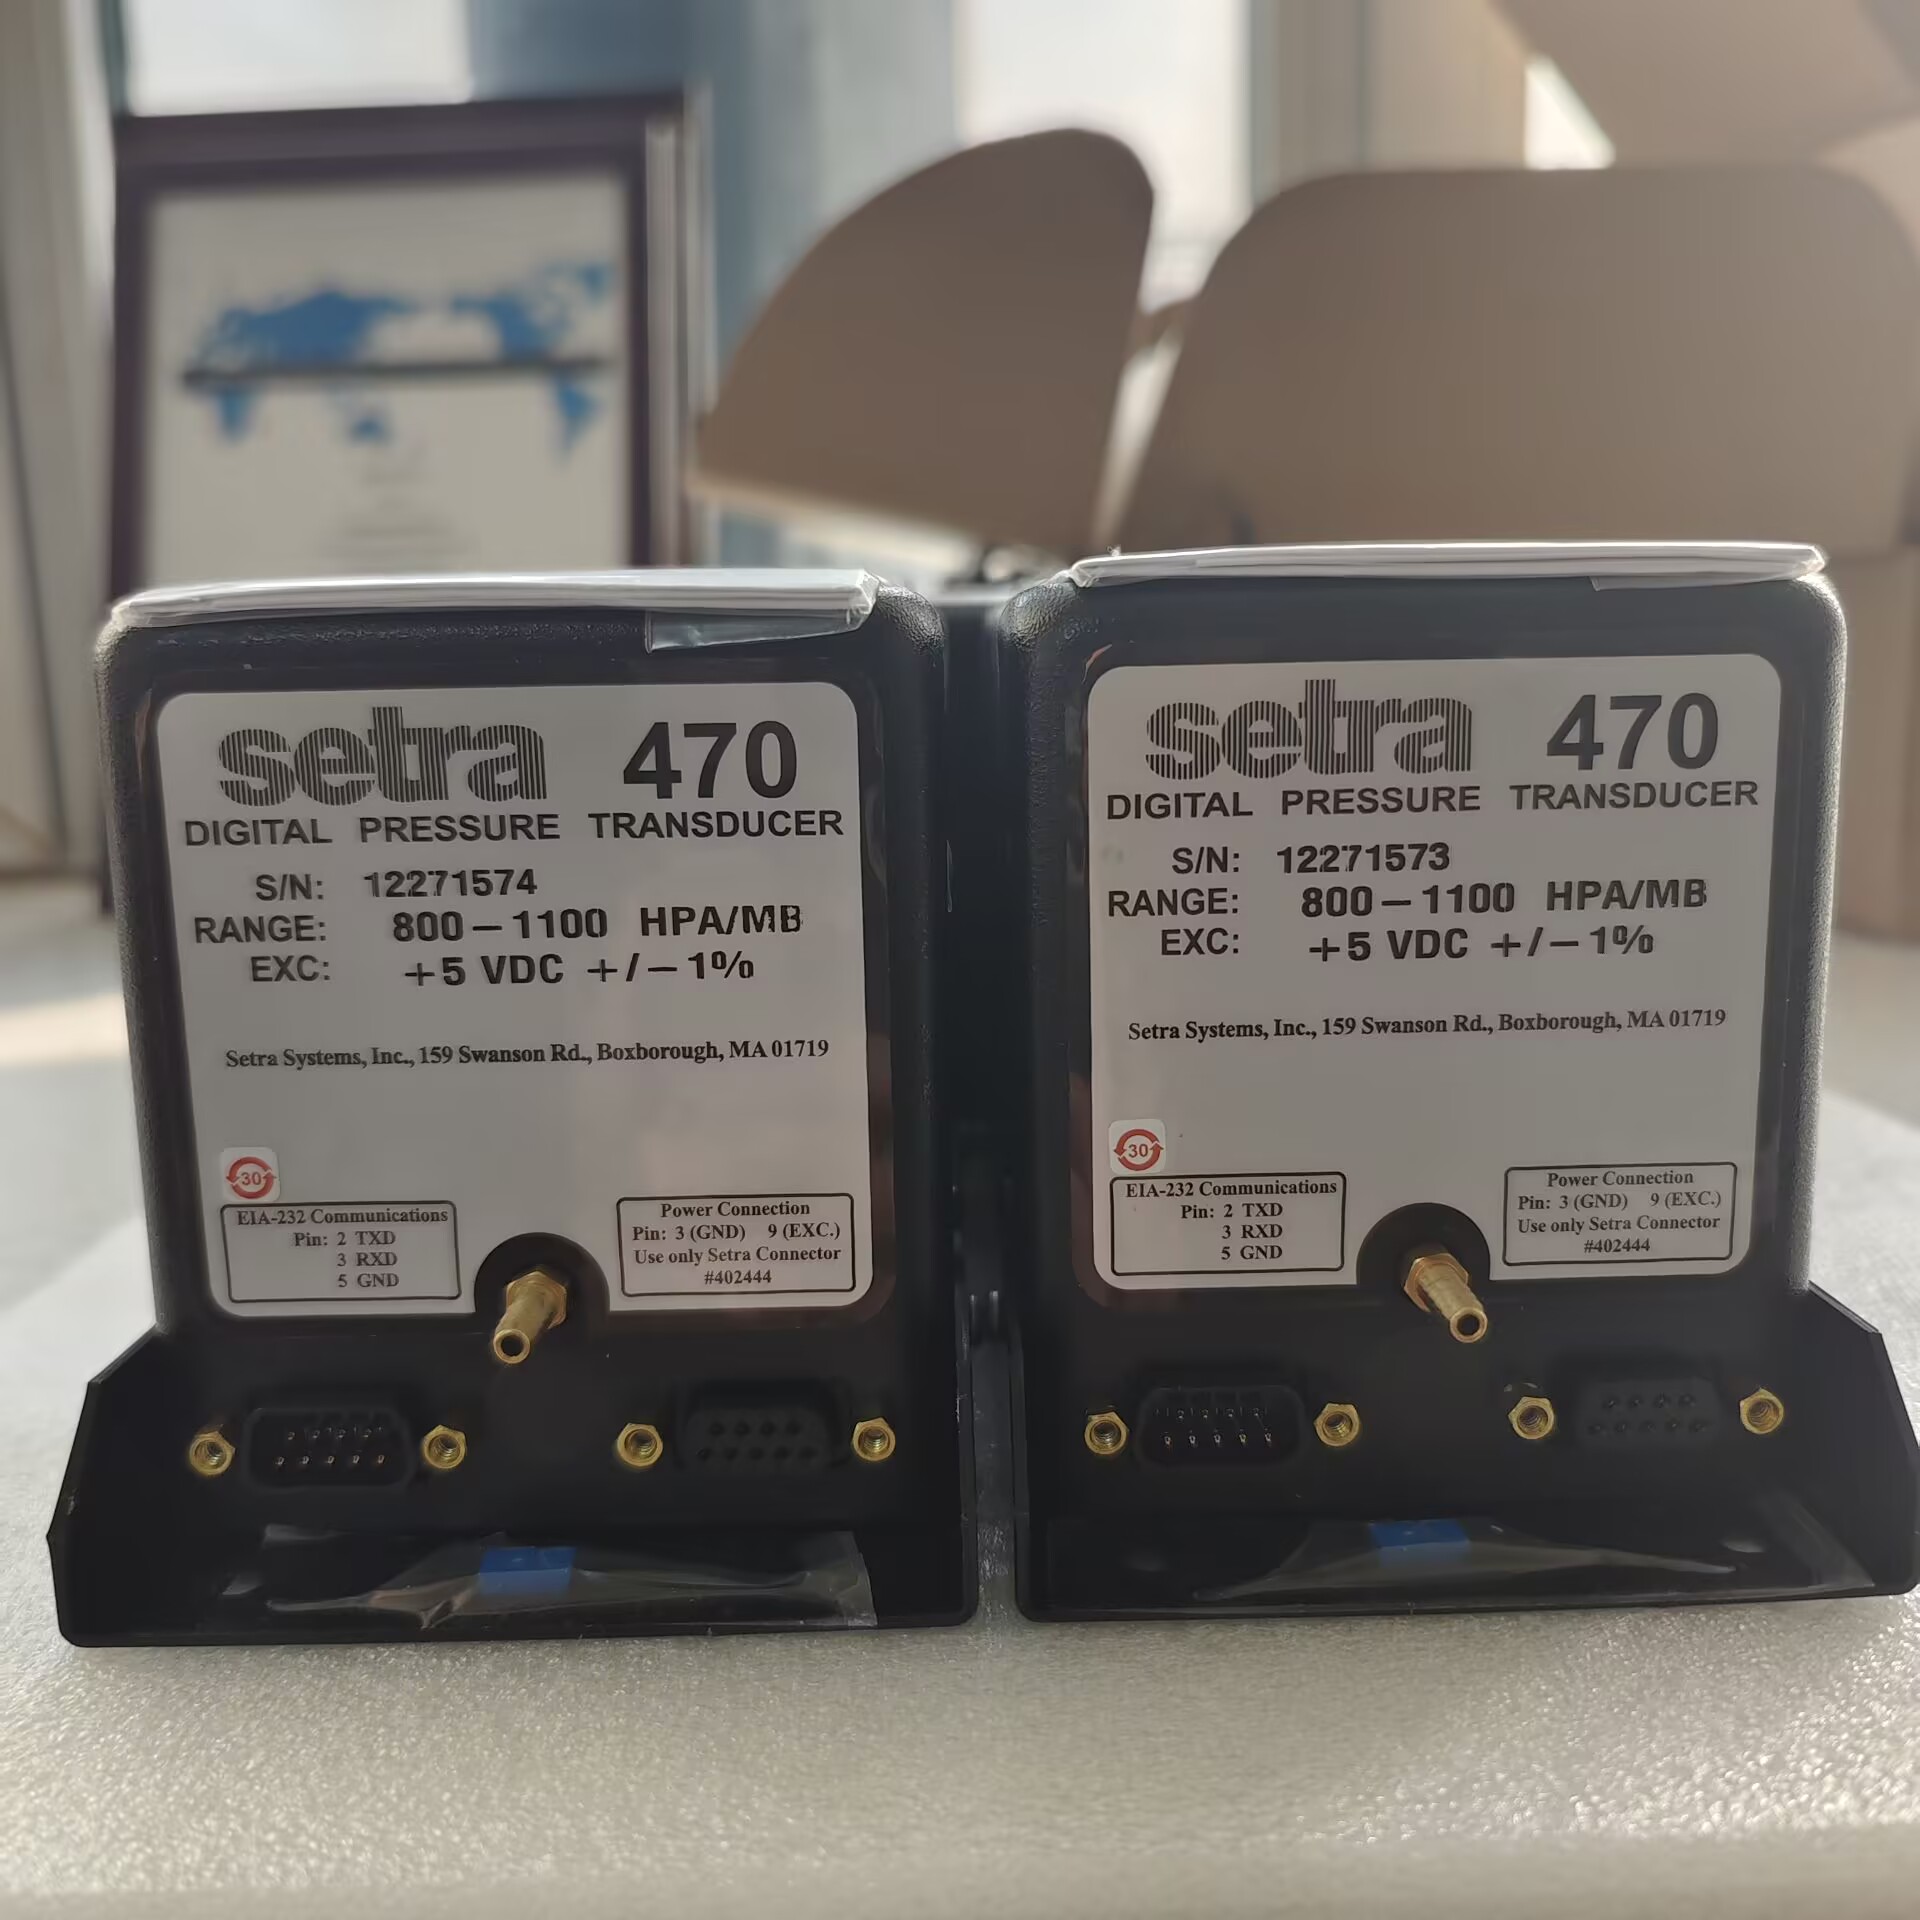 setra 470
DIGITAL PRESSURE TRANSDUCER
S/N: 12271574
RANGE: 800-1100 HPA/MB
EXC: +5 VDC +/-1%
Setra Systems, Inc., 159 Swanson Rd., Boxborough, MA 01719
30
EIA-232 Communications
Pin: 2 TXD
3 RXD
5 GND
Power Connection
Pin: 3 (GND) 9 (EXC.)
Use only Setra Connector
#402444
setra 470
DIGITAL PRESSURE TRANSDUCER
S/N: 12271573
RANGE: 800-1100 HPA/MB
EXC: +5 VDC +/-1%
Setra Systems, Inc., 159 Swanson Rd., Boxborough, MA 01719
30
EIA-232 Communications
Pin: 2 TXD
3 RXD
5 GND
Power Connection
Pin: 3 (GND) 9 (EXC.)
Use only Setra Connector
#402444